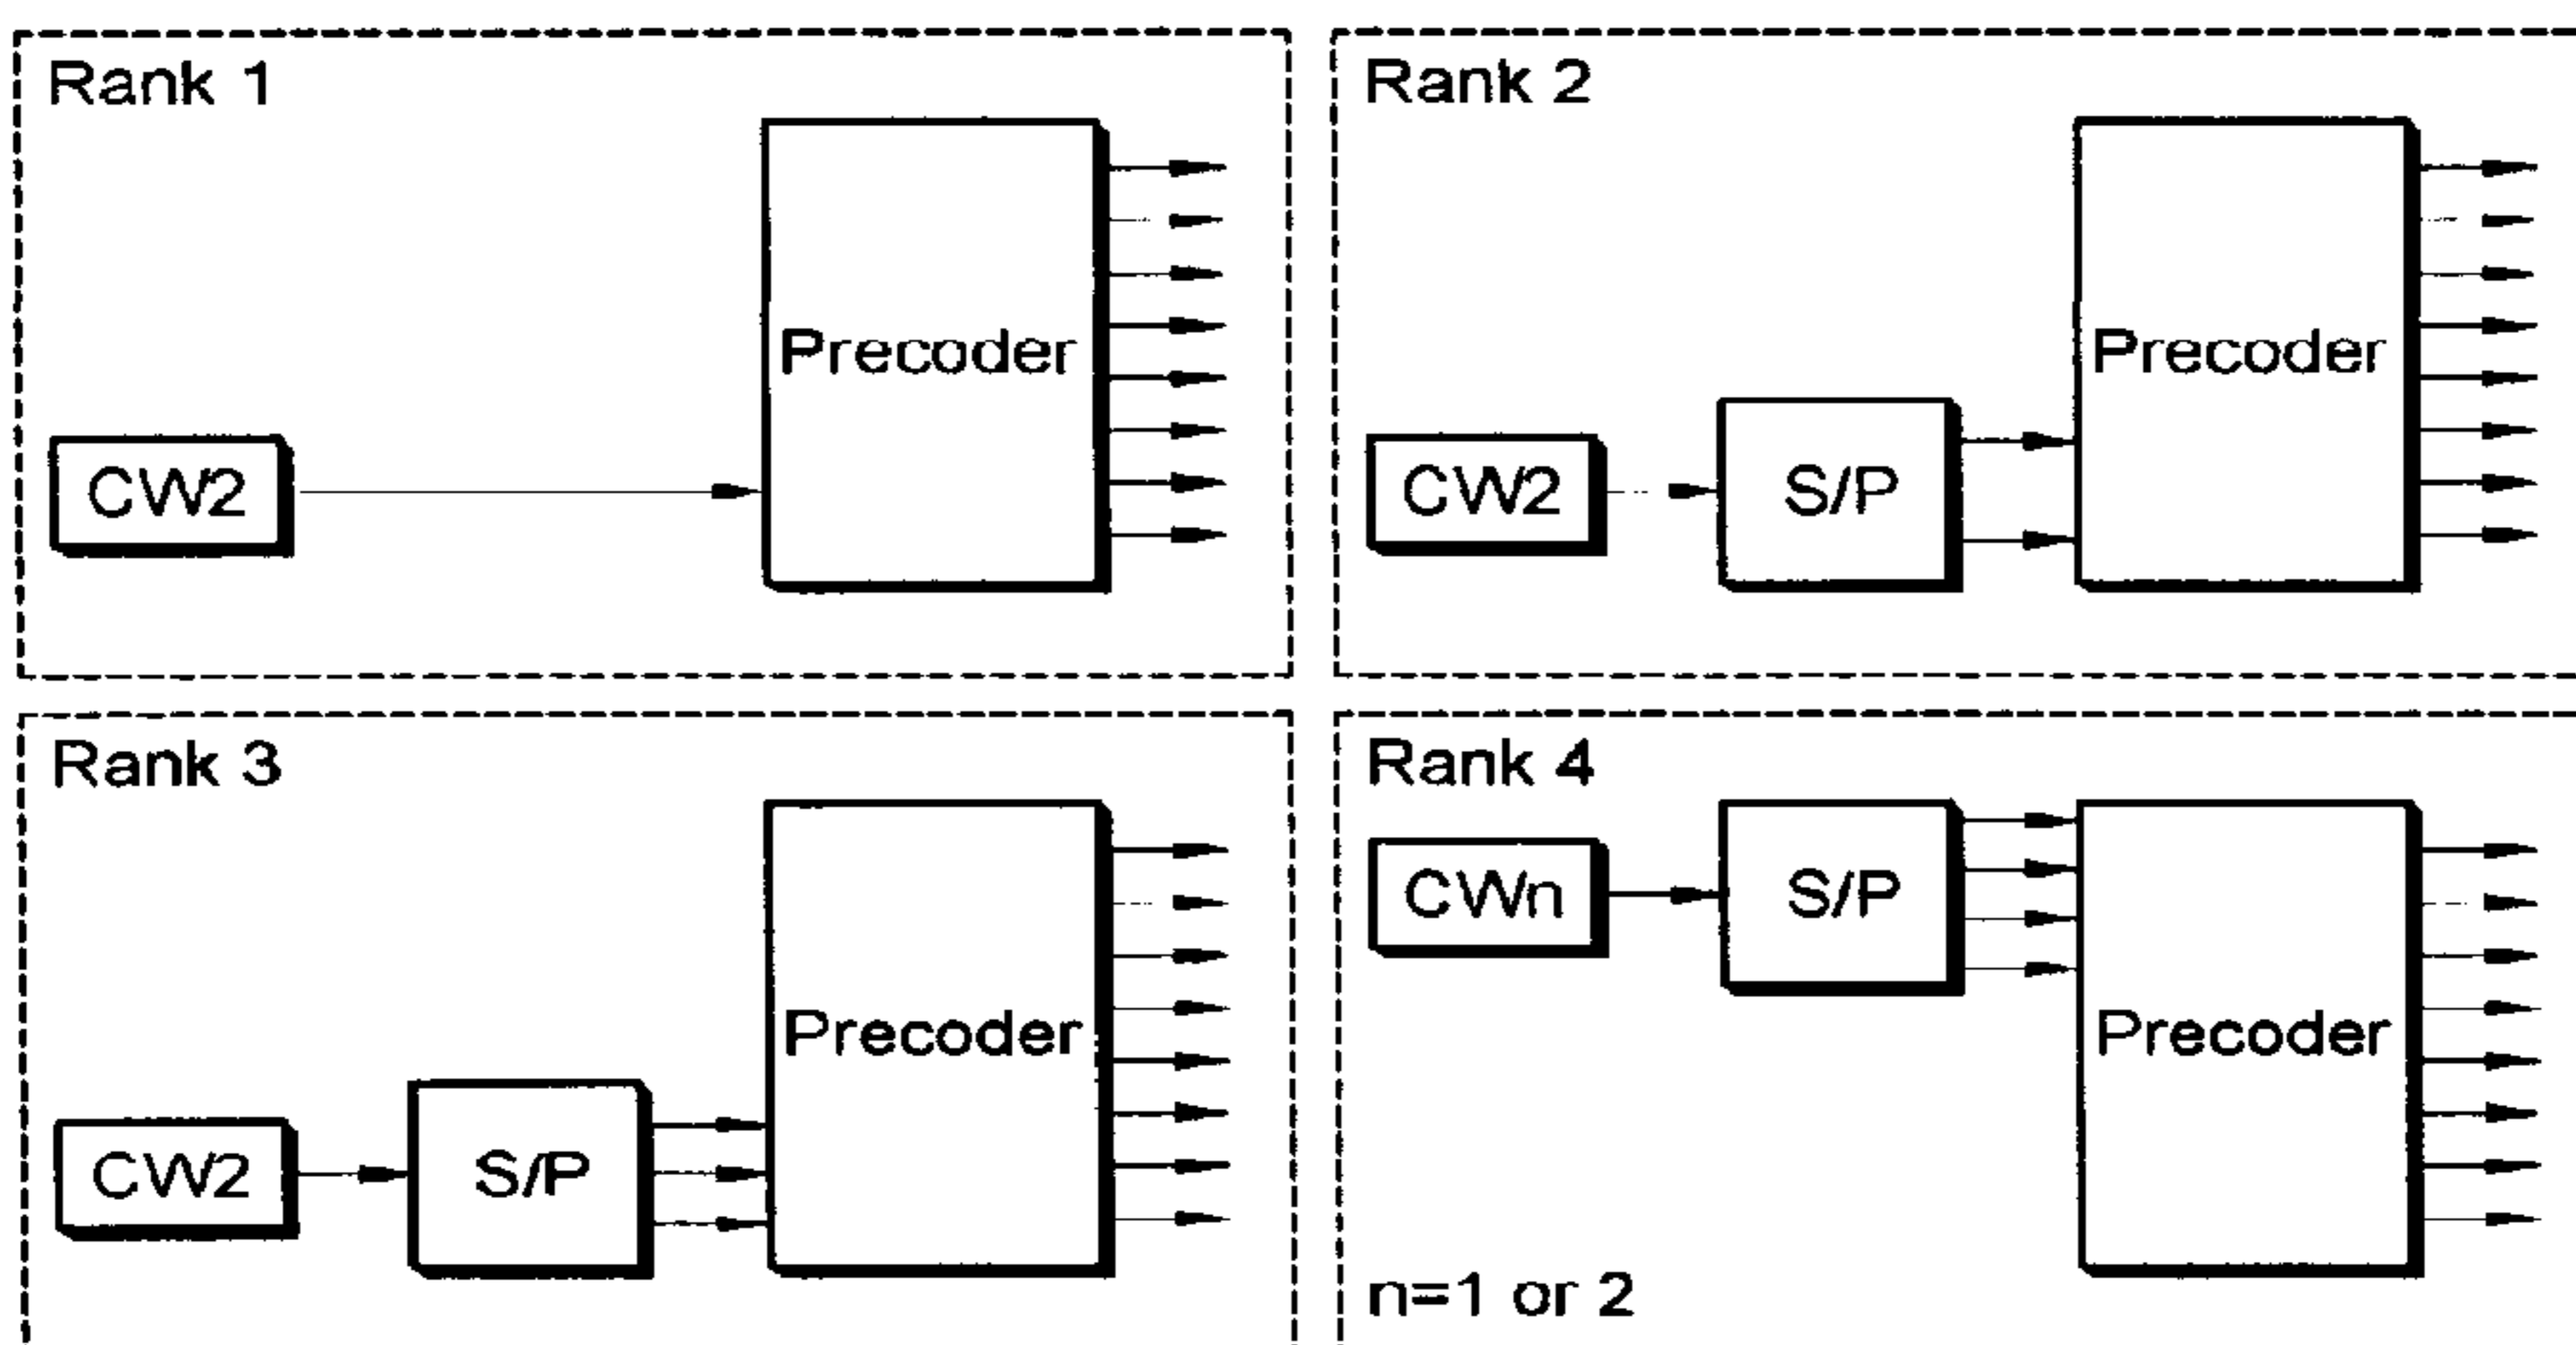 Rank 1
Precoder
CW2
Rank 2
Precoder
CW2
S/P
Rank 3
Precoder
CW2
S/P
Rank 4
CWn
S/P
Precoder
n=1 or 2